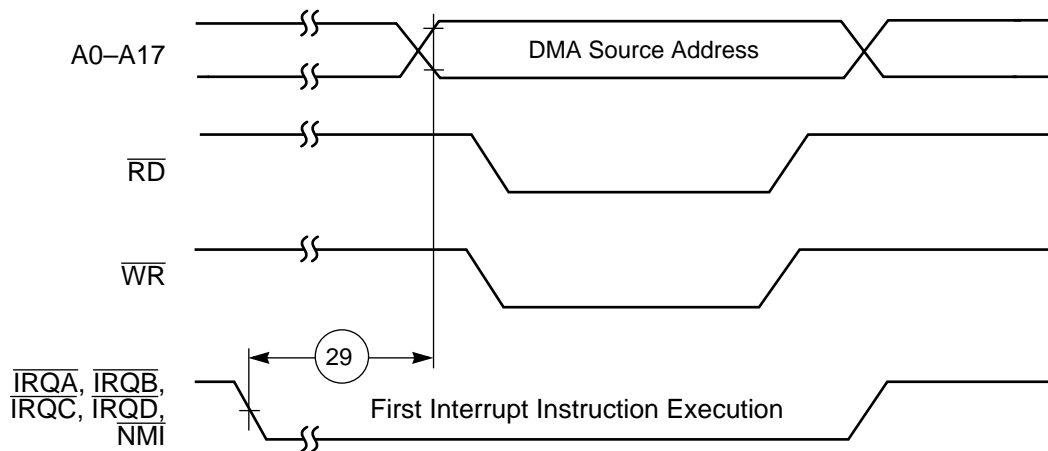 A0–A17
DMA Source Address
RD
WR
29
IRQA, IRQB,
IRQC, IRQD,
NMI
First Interrupt Instruction Execution